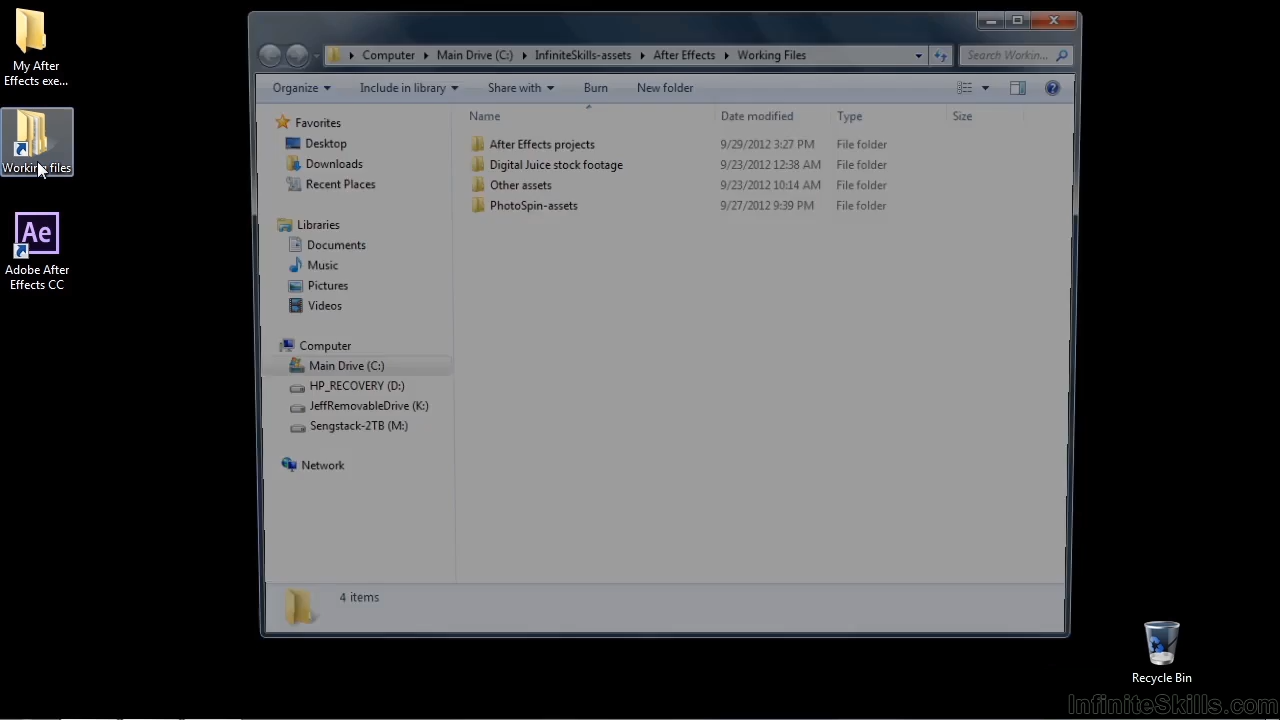 My After
Effects exe...
Working files
Adobe After
Effects CC
Ae
Computer Main Drive (C:) InfiniteSkills-assets After Effects Working Files
Search Workin...
Organize Include in library Share with Burn New folder
Name Date modified Type Size
Favorites
Desktop
Downloads
Recent Places
Libraries
Documents
Music
Pictures
Videos
Computer
Main Drive (C:)
HP_RECOVERY (D:)
JeffRemovableDrive (K:)
Sengstack-2TB (M:)
Network
After Effects projects 9/29/2012 3:27 PM File folder
Digital Juice stock footage 9/23/2012 12:38 AM File folder
Other assets 9/23/2012 10:14 AM File folder
PhotoSpin-assets 9/27/2012 9:39 PM File folder
4 items
Recycle Bin
InfiniteSkills.com